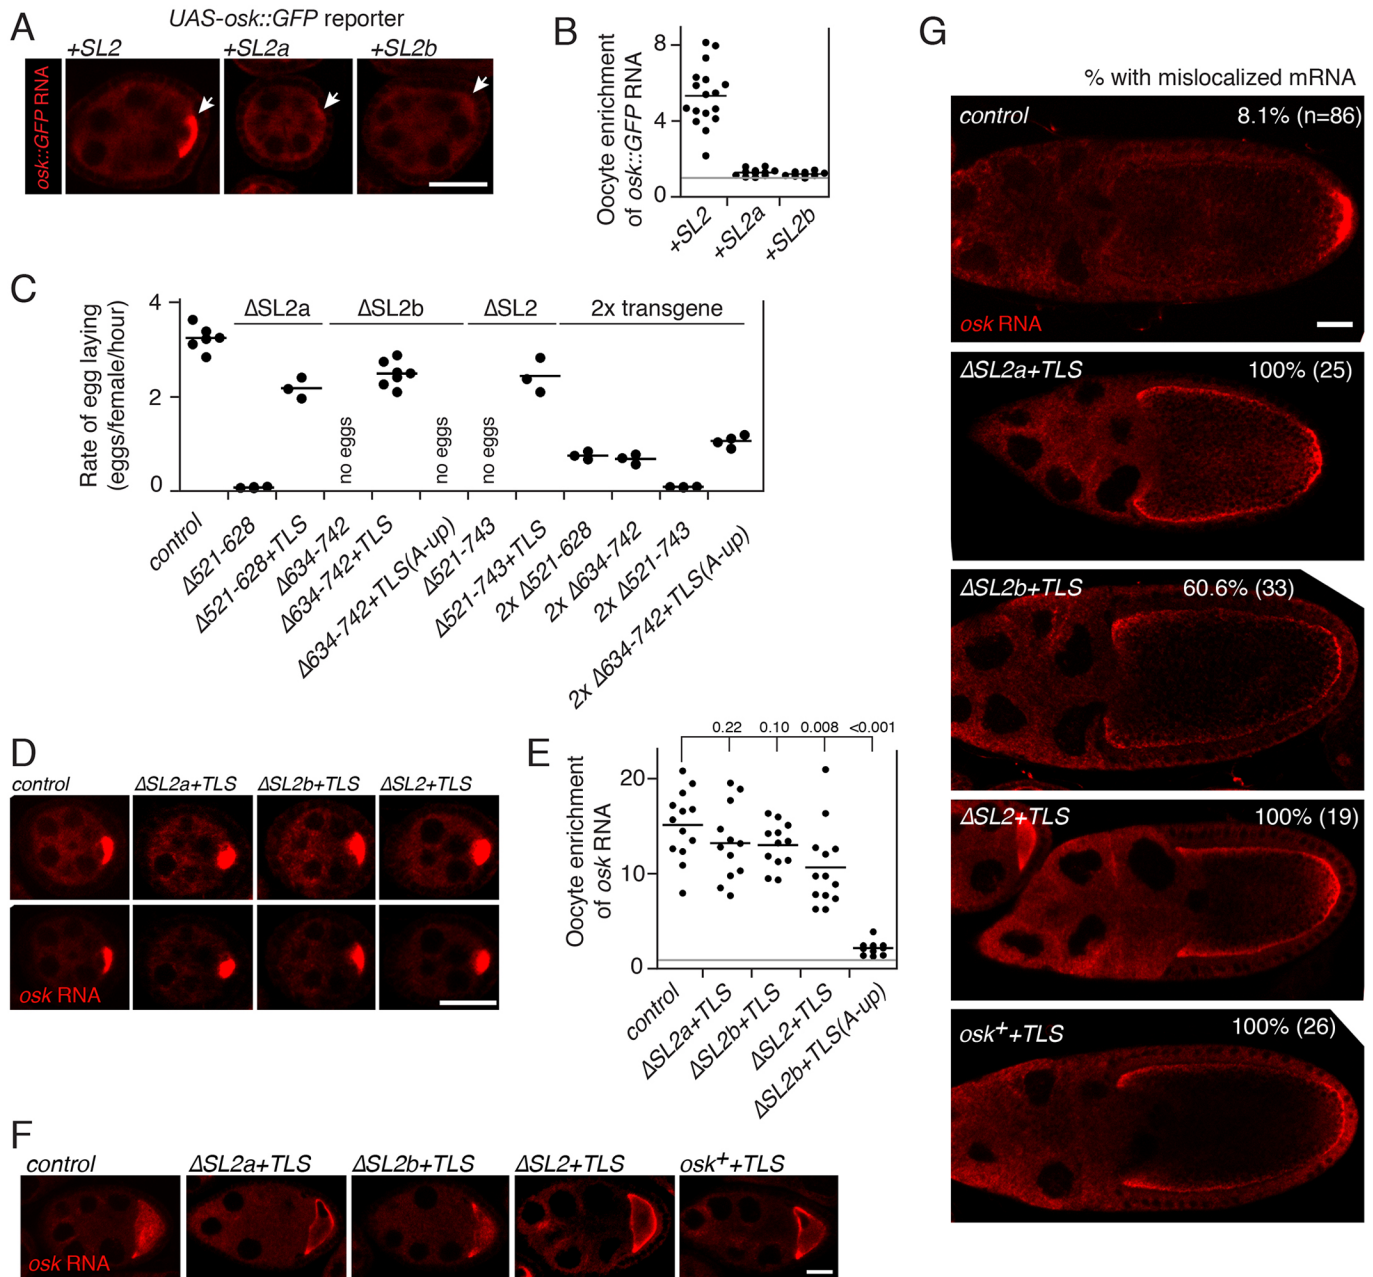 A
UAS-osk::GFP reporter
+SL2 +SL2a +SL2b
osk::GFP RNA
B
Oocyte enrichment
of osk::GFP RNA
8
4
0
+SL2 +SL2a +SL2b
C
Rate of egg laying
(eggs/female/hour)
4
2
0
ΔSL2a ΔSL2b ΔSL2 2x transgene
no eggs no eggs no eggs
control
Δ521-628
Δ521-628+TLS
Δ634-742
Δ634-742+TLS
Δ634-742+TLS(A-up)
Δ521-743
Δ521-743+TLS
2x Δ521-628
2x Δ634-742
2x Δ521-743
2x Δ634-742+TLS(A-up)
D
control ΔSL2a+TLS ΔSL2b+TLS ΔSL2+TLS
osk RNA
E
0.22 0.10 0.008 <0.001
Oocyte enrichment
of osk RNA
20
10
0
control
ΔSL2a+TLS
ΔSL2b+TLS
ΔSL2+TLS
ΔSL2b+TLS(A-up)
F
control ΔSL2a+TLS ΔSL2b+TLS ΔSL2+TLS osk++TLS
osk RNA
G
% with mislocalized mRNA
control 8.1% (n=86)
osk RNA
ΔSL2a+TLS 100% (25)
ΔSL2b+TLS 60.6% (33)
ΔSL2+TLS 100% (19)
osk++TLS 100% (26)